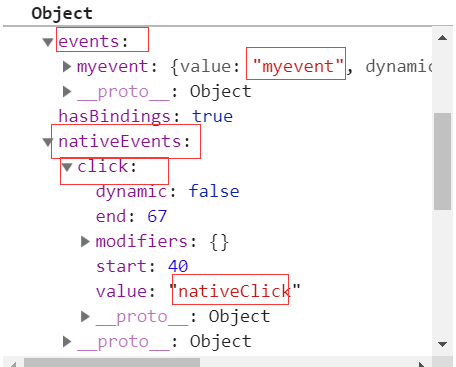 Object
events:
myevent: {value: "myevent", dynamic
__proto__: Object
hasBindings: true
nativeEvents:
click:
dynamic: false
end: 67
modifiers: {}
start: 40
value: "nativeClick"
__proto__: Object
__proto__: Object